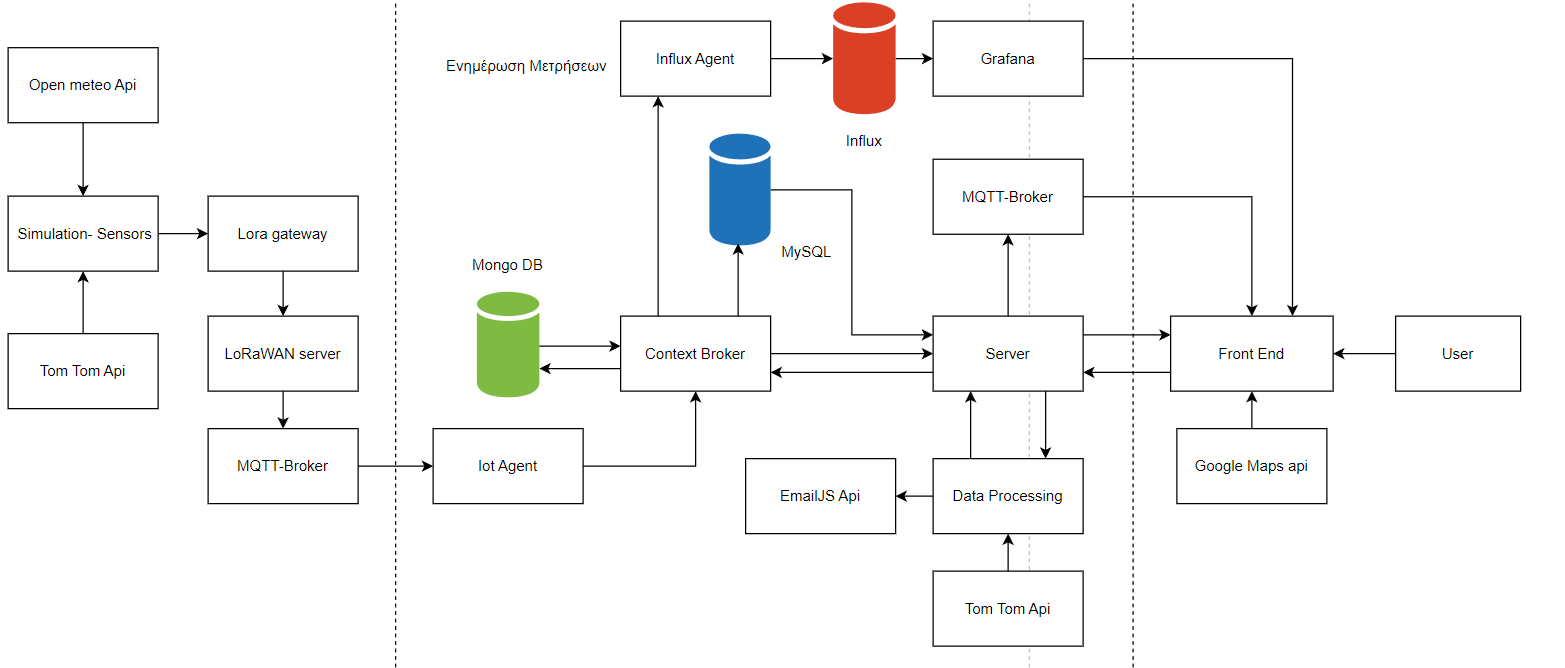 Open meteo Api
Simulation- Sensors
Tom Tom Api
Lora gateway
LoRaWAN server
MQTT-Broker
Ενημέρωση Μετρήσεων
Influx Agent
Influx
Grafana
MySQL
MQTT-Broker
Mongo DB
Context Broker
Server
Iot Agent
EmailJS Api
Data Processing
Tom Tom Api
Front End
User
Google Maps api